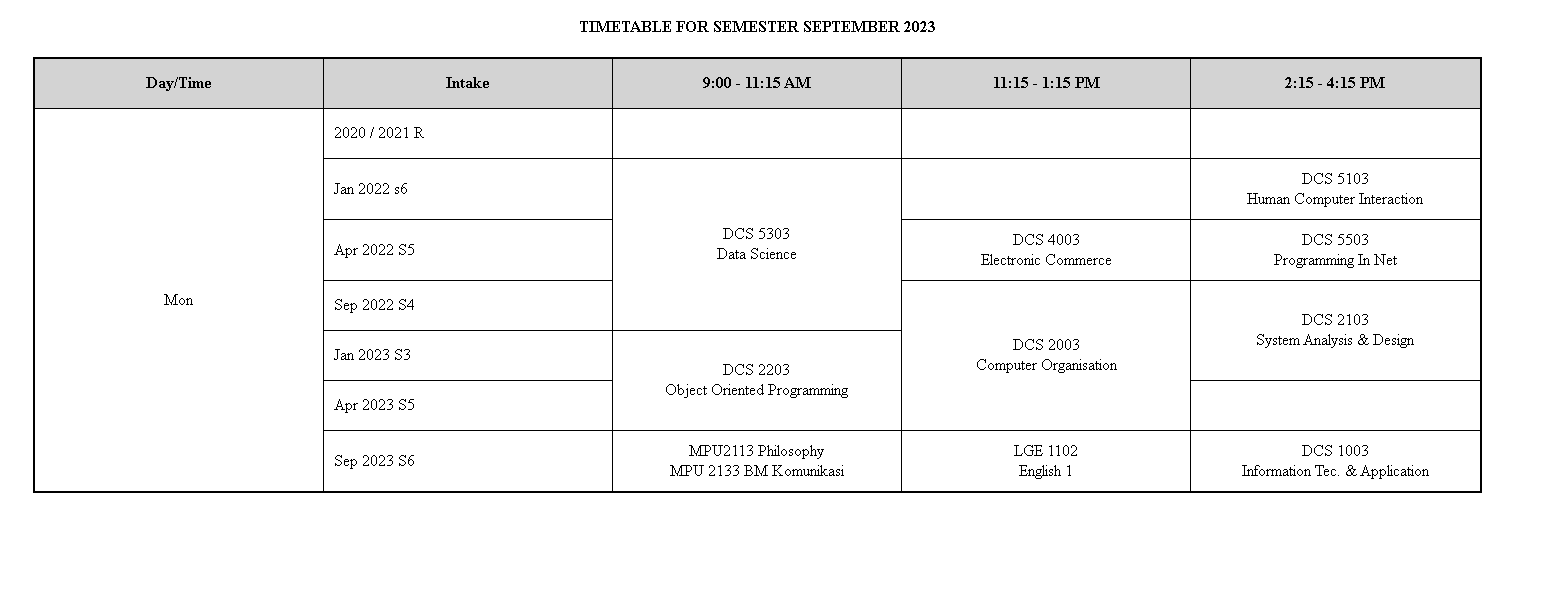 TIMETABLE FOR SEMESTER SEPTEMBER 2023
Day/Time Intake 9:00 - 11:15 AM 11:15 - 1:15 PM 2:15 - 4:15 PM
Mon
2020 / 2021 R
Jan 2022 s6
Apr 2022 S5
Sep 2022 S4
Jan 2023 S3
Apr 2023 S5
Sep 2023 S6
DCS 5303
Data Science
DCS 2203
Object Oriented Programming
MPU2113 Philosophy
MPU 2133 BM Komunikasi
DCS 4003
Electronic Commerce
DCS 2003
Computer Organisation
LGE 1102
English 1
DCS 5103
Human Computer Interaction
DCS 5503
Programming In Net
DCS 2103
System Analysis & Design
DCS 1003
Information Tec. & Application